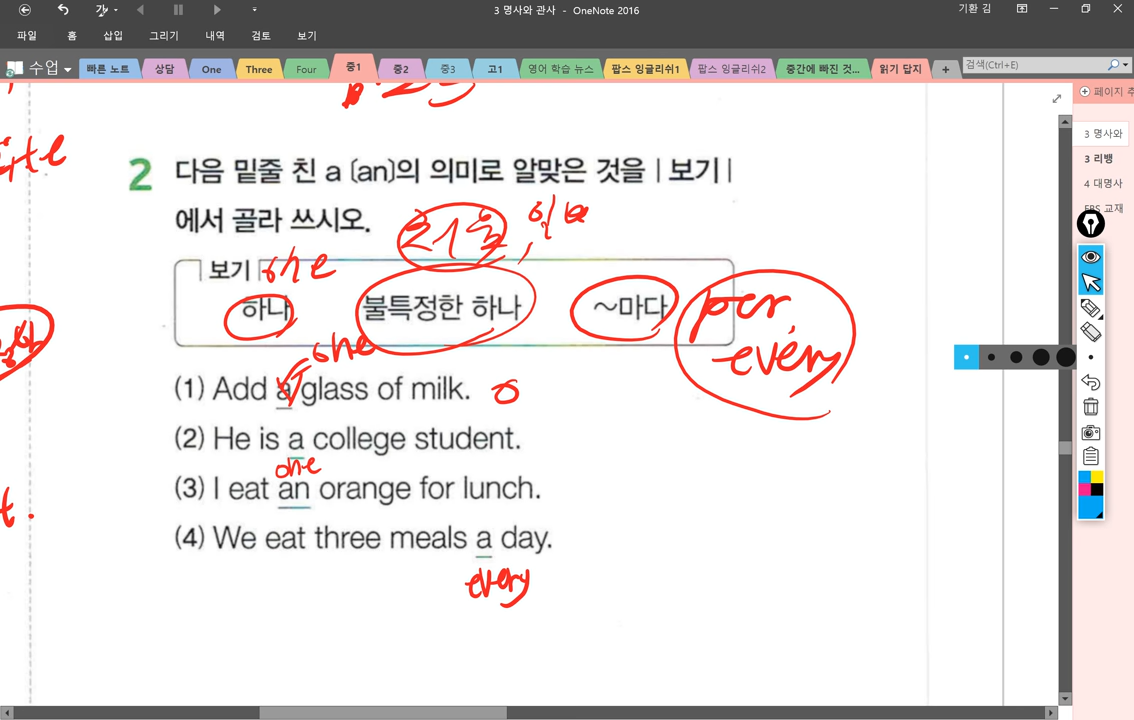 3 명사와 관사 - OneNote 2016
기환 김
파일 홈 삽입 그리기 내역 검토 보기
수업 빠른 노트 상담 One Three Four 중1 중2 중3 고1 영어 학습 뉴스 팝스 잉글리쉬1 팝스 잉글리쉬2 중간에 빠진 것... 읽기 답지 + 검색(Ctrl+E)
페이지 추
3 명사와
3 리뱅
4 대명사
EBS 교재
2 다음 밑줄 친 a (an)의 의미로 알맞은 것을 | 보기 |
에서 골라 쓰시오.
보기 one
하나 불특정한 하나 ~마다 per,
every
one
(1) Add a glass of milk.
(2) He is a college student.
one
(3) I eat an orange for lunch.
(4) We eat three meals a day.
every
t.